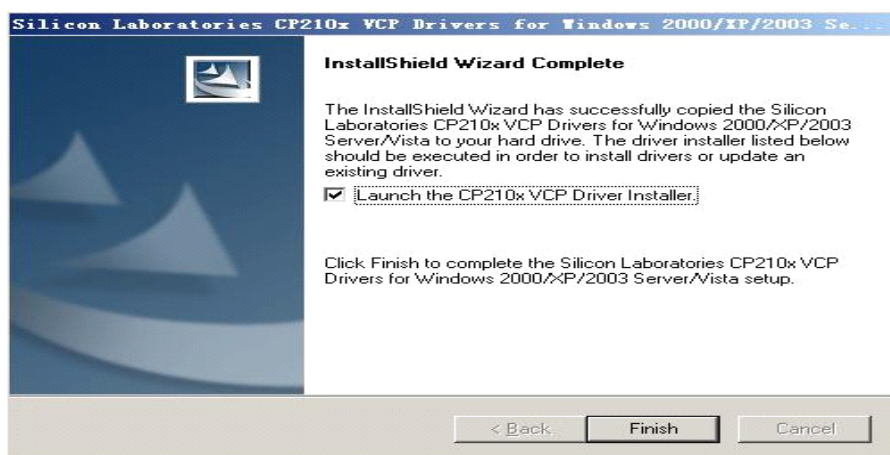 Silicon Laboratories CP210x VCP Drivers for Windows 2000/XP/2003 Se...
InstallShield Wizard Complete
The InstallShield Wizard has successfully copied the Silicon
Laboratories CP210x VCP Drivers for Windows 2000/XP/2003
Server/Vista to your hard drive. The driver installer listed below
should be executed in order to install drivers or update an
existing driver.
Launch the CP210x VCP Driver Installer.
Click Finish to complete the Silicon Laboratories CP210x VCP
Drivers for Windows 2000/XP/2003 Server/Vista setup.
< Back Finish Cancel